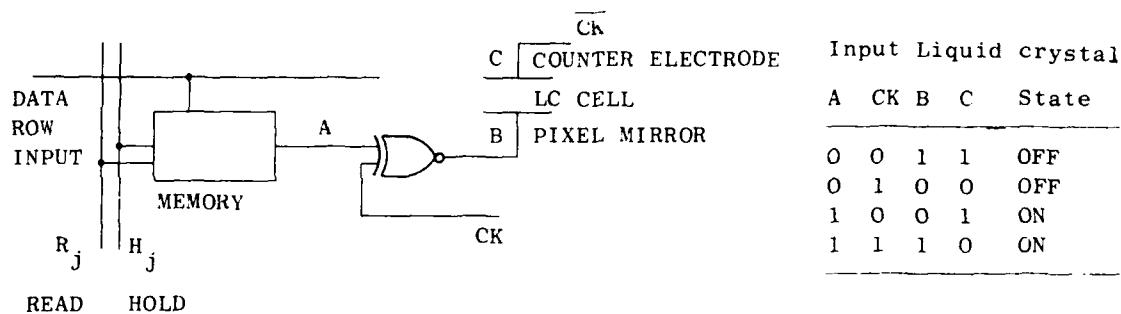 CK
C COUNTER ELECTRODE
DATA
ROW
INPUT
A
LC CELL
B PIXEL MIRROR
MEMORY
CK
R j H j
READ HOLD
Input Liquid crystal
A CK B C State
0 0 1 1 OFF
0 1 0 0 OFF
1 0 0 1 ON
1 1 1 0 ON